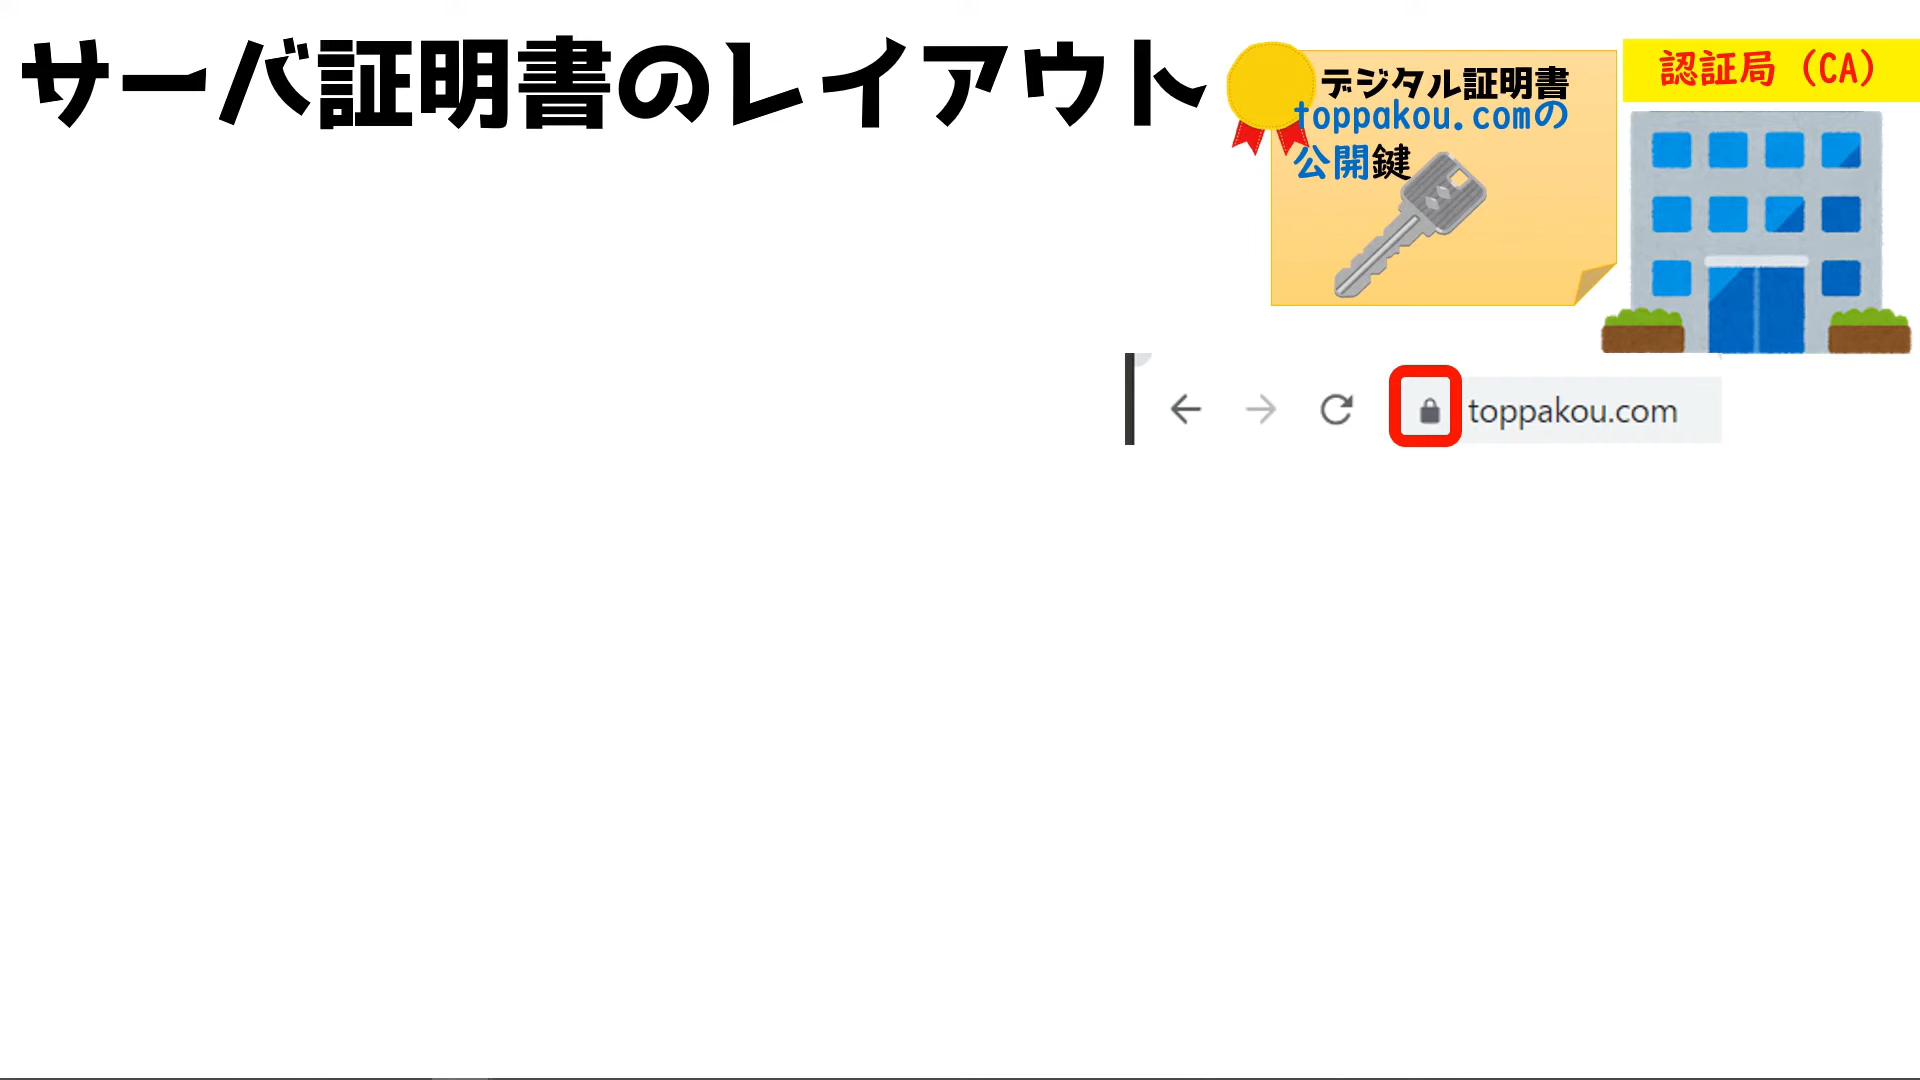 サーバ証明書のレイアウト
デジタル証明書
toppakou.comの
公開鍵
認証局（CA）
toppakou.com